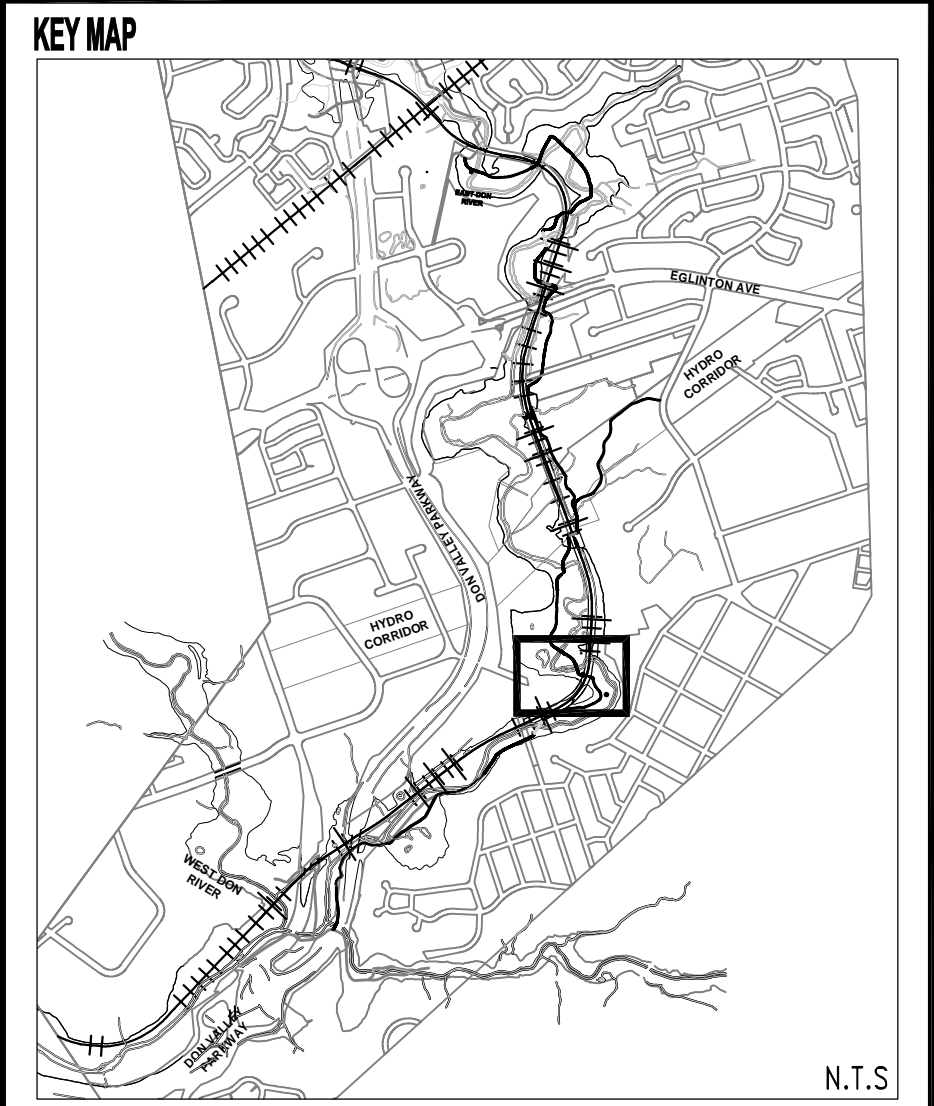 KEY MAP
EAST DON
RIVER
EGLINTON AVE
HYDRO
CORRIDOR
DON VALLEY PARKWAY
HYDRO
CORRIDOR
WEST DON
RIVER
DON VALLEY
PARKWAY
N.T.S